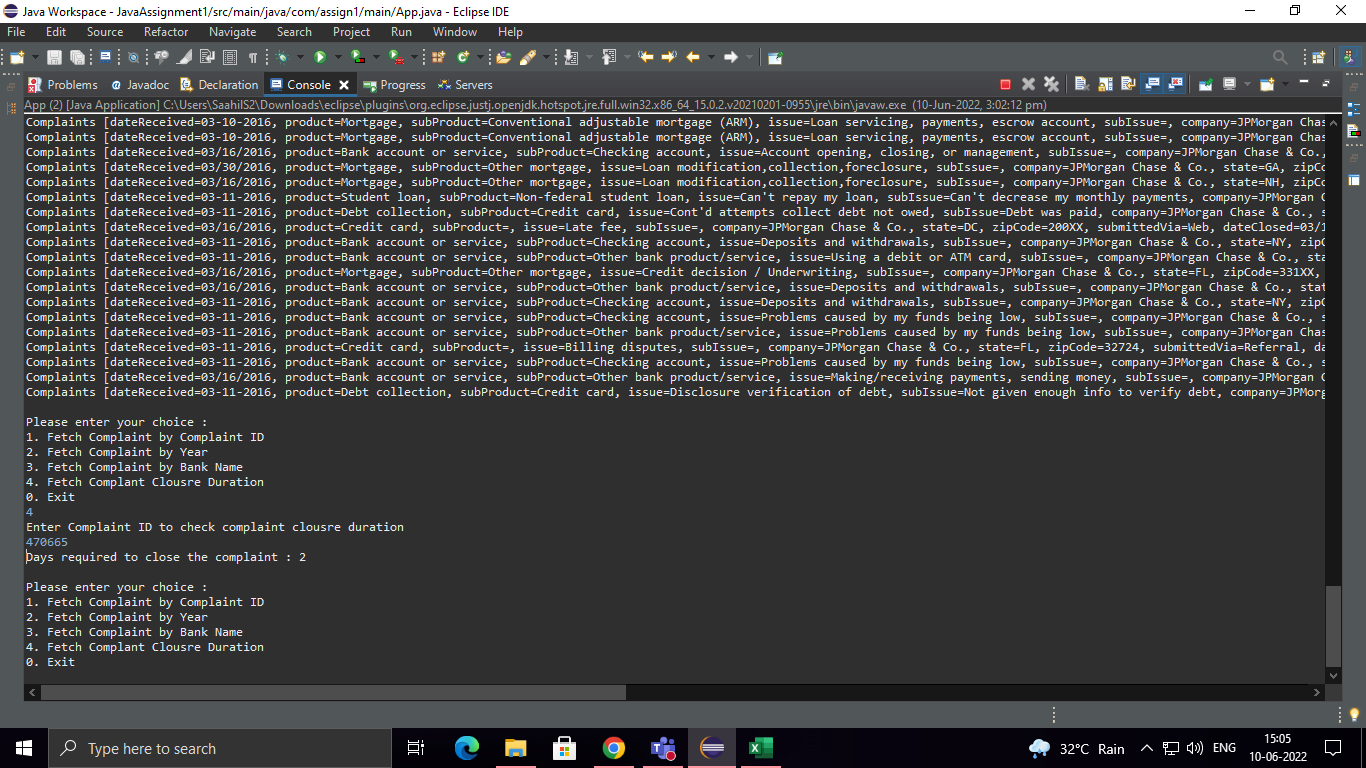 Java Workspace - JavaAssignment1/src/main/java/com/assign1/main/App.java - Eclipse IDE
File Edit Source Refactor Navigate Search Project Run Window Help
Problems @ Javadoc Declaration Console Progress Servers
App (2) [Java Application] C:\Users\SaahilS2\Downloads\eclipse\plugins\org.eclipse.justj.openjdk.hotspot.jre.full.win32.x86_64_15.0.2.v20210201-0955\jre\bin\javaw.exe (10-Jun-2022, 3:02:12 pm)
Complaints [dateReceived=03-10-2016, product=Mortgage, subProduct=Conventional adjustable mortgage (ARM), issue=Loan servicing, payments, escrow account, subIssue=, company=JPMorgan Chas
Complaints [dateReceived=03-11-2016, product=Mortgage, subProduct=Conventional adjustable mortgage (ARM), issue=Loan servicing, payments, escrow account, subIssue=, company=JPMorgan Chas
Complaints [dateReceived=03/16/2016, product=Bank account or service, subProduct=Checking account, issue=Account opening, closing, or management, subIssue=, company=JPMorgan Chase & Co.,
Complaints [dateReceived=03/30/2016, product=Mortgage, subProduct=Other mortgage, issue=Loan modification,collection,foreclosure, subIssue=, company=JPMorgan Chase & Co., state=GA, zipCo
Complaints [dateReceived=03/16/2016, product=Mortgage, subProduct=Other mortgage, issue=Loan modification,collection,foreclosure, subIssue=, company=JPMorgan Chase & Co., state=NH, zipCo
Complaints [dateReceived=03-11-2016, product=Student loan, subProduct=Non-federal student loan, issue=Can't repay my loan, subIssue=Can't decrease my monthly payments, company=JPMorgan C
Complaints [dateReceived=03-11-2016, product=Debt collection, subProduct=Credit card, issue=Cont'd attempts collect debt not owed, subIssue=Debt was paid, company=JPMorgan Chase & Co., s
Complaints [dateReceived=03/16/2016, product=Credit card, subProduct=, issue=Late fee, subIssue=, company=JPMorgan Chase & Co., state=DC, zipCode=200XX, submittedVia=Web, dateClosed=03/1
Complaints [dateReceived=03-11-2016, product=Bank account or service, subProduct=Checking account, issue=Deposits and withdrawals, subIssue=, company=JPMorgan Chase & Co., state=NY, zipC
Complaints [dateReceived=03-11-2016, product=Bank account or service, subProduct=Other bank product/service, issue=Using a debit or ATM card, subIssue=, company=JPMorgan Chase & Co., sta
Complaints [dateReceived=03/16/2016, product=Mortgage, subProduct=Other mortgage, issue=Credit decision / Underwriting, subIssue=, company=JPMorgan Chase & Co., state=FL, zipCode=331XX,
Complaints [dateReceived=03/16/2016, product=Bank account or service, subProduct=Other bank product/service, issue=Deposits and withdrawals, subIssue=, company=JPMorgan Chase & Co., stat
Complaints [dateReceived=03-11-2016, product=Bank account or service, subProduct=Checking account, issue=Deposits and withdrawals, subIssue=, company=JPMorgan Chase & Co., state=NY, zipC
Complaints [dateReceived=03-11-2016, product=Bank account or service, subProduct=Checking account, issue=Problems caused by my funds being low, subIssue=, company=JPMorgan Chase & Co., s
Complaints [dateReceived=03-11-2016, product=Bank account or service, subProduct=Other bank product/service, issue=Problems caused by my funds being low, subIssue=, company=JPMorgan Chas
Complaints [dateReceived=03-11-2016, product=Credit card, subProduct=, issue=Billing disputes, subIssue=, company=JPMorgan Chase & Co., state=FL, zipCode=32724, submittedVia=Referral, da
Complaints [dateReceived=03-11-2016, product=Bank account or service, subProduct=Checking account, issue=Problems caused by my funds being low, subIssue=, company=JPMorgan Chase & Co., s
Complaints [dateReceived=03/16/2016, product=Bank account or service, subProduct=Other bank product/service, issue=Making/receiving payments, sending money, subIssue=, company=JPMorgan C
Complaints [dateReceived=03-11-2016, product=Debt collection, subProduct=Credit card, issue=Disclosure verification of debt, subIssue=Not given enough info to verify debt, company=JPMorg
Please enter your choice :
1. Fetch Complaint by Complaint ID
2. Fetch Complaint by Year
3. Fetch Complaint by Bank Name
4. Fetch Complant Clousre Duration
0. Exit
4
Enter Complaint ID to check complaint clousre duration
470665
Days required to close the complaint : 2
Please enter your choice :
1. Fetch Complaint by Complaint ID
2. Fetch Complaint by Year
3. Fetch Complaint by Bank Name
4. Fetch Complant Clousre Duration
0. Exit
Type here to search
32°C Rain
ENG
15:05
10-06-2022